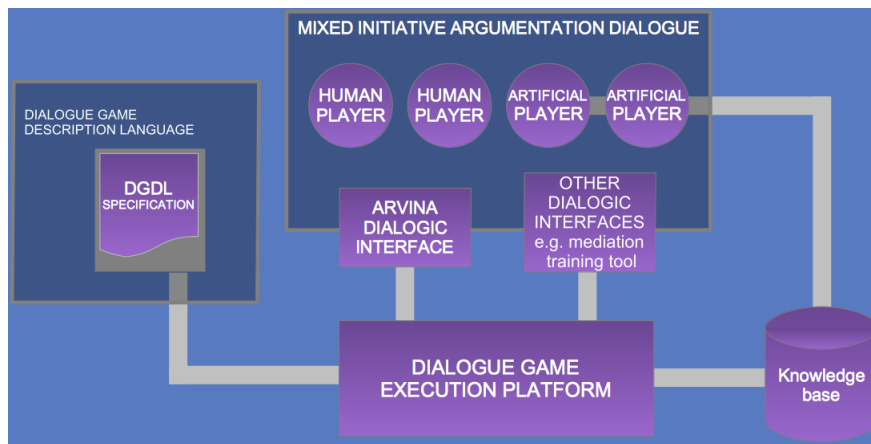 MIXED INITIATIVE ARGUMENTATION DIALOGUE
HUMAN
PLAYER
HUMAN
PLAYER
ARTIFICIAL
PLAYER
ARTIFICIAL
PLAYER
DIALOGUE GAME
DESCRIPTION LANGUAGE
DGDL
SPECIFICATION
ARVINA
DIALOGIC
INTERFACE
OTHER
DIALOGIC
INTERFACES
e.g. mediation
training tool
DIALOGUE GAME
EXECUTION PLATFORM
Knowledge
base